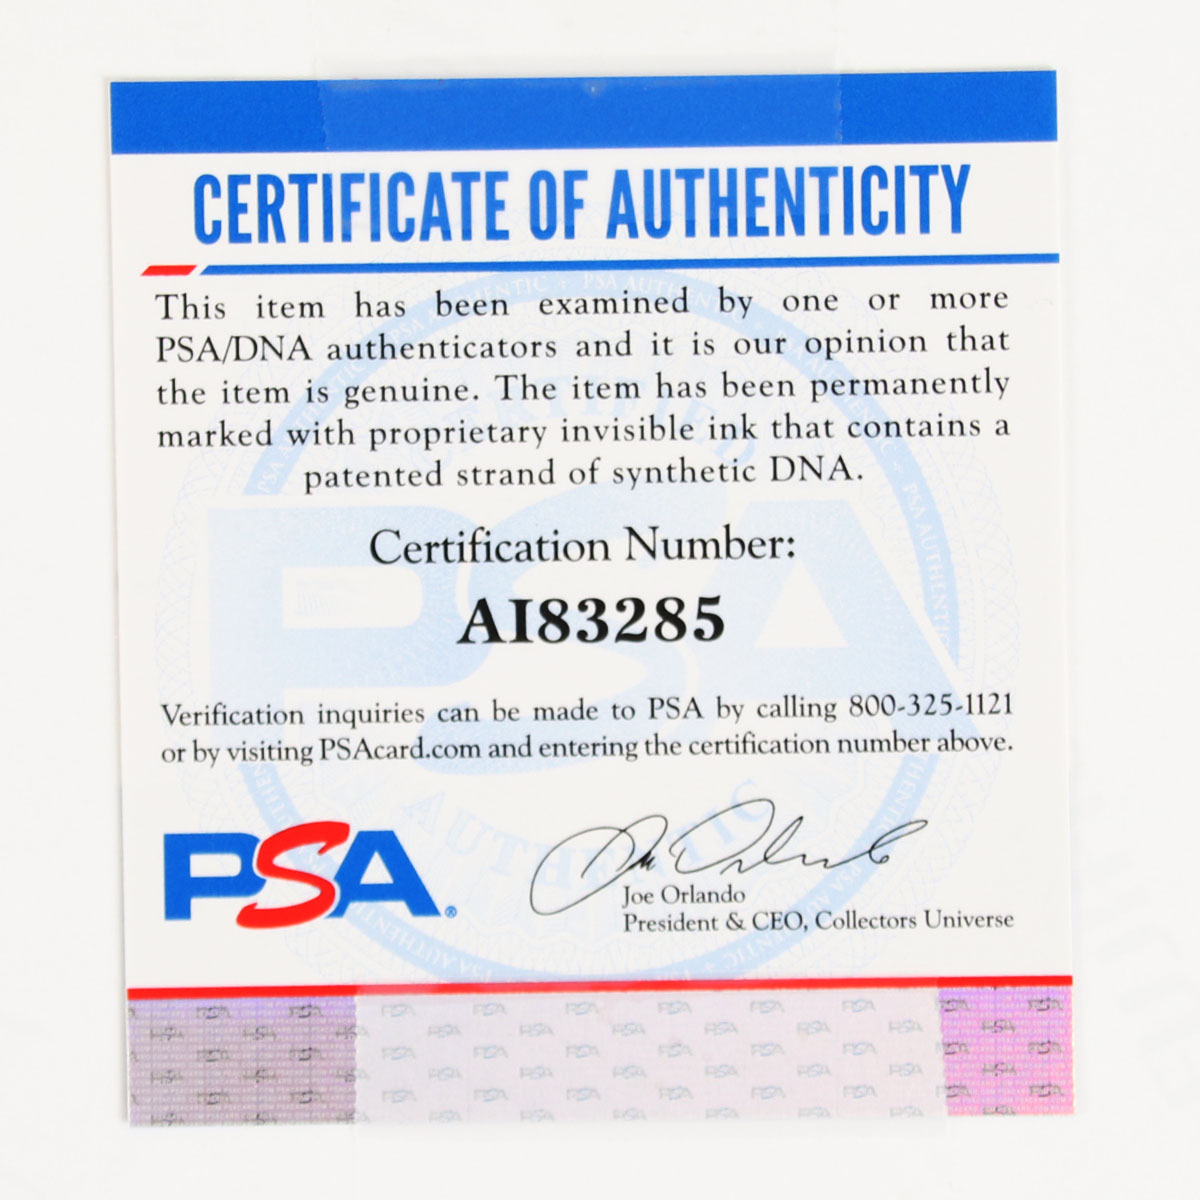 CERTIFICATE OF AUTHENTICITY
This item has been examined by one or more
PSA/DNA authenticators and it is our opinion that
the item is genuine. The item has been permanently
marked with proprietary invisible ink that contains a
patented strand of synthetic DNA.
Certification Number:
AI83285
Verification inquiries can be made to PSA by calling 800-325-1121
or by visiting PSAcard.com and entering the certification number above.
PSA®
Joe Orlando
President & CEO, Collectors Universe